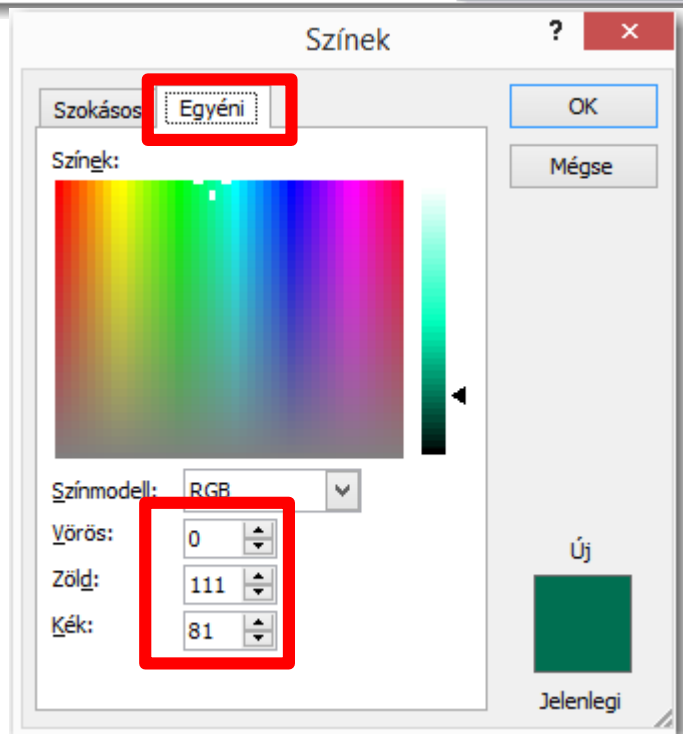 Színek
?
×
Szokásos
Egyéni
OK
Mégse
Színek:
Színmodell:
RGB
Vörös:
0
Zöld:
111
Kék:
81
Új
Jelenlegi